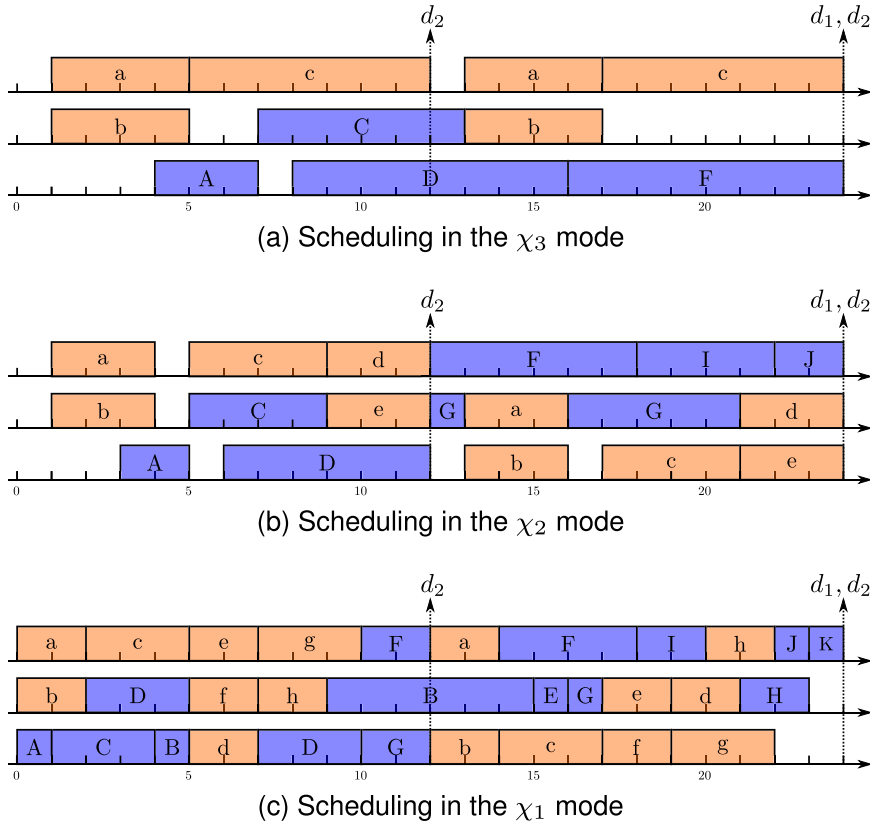 d₂ d₁, d₂
a c a c
b C b
A D F
0 5 10 15 20
(a) Scheduling in the χ₃ mode
d₂ d₁, d₂
a c d F I J
b C e G a G d
A D b c e
0 5 10 15 20
(b) Scheduling in the χ₂ mode
d₂ d₁, d₂
a c e g F a F I h J K
b D f h B E G e d H
A C B d D G b c f g
0 5 10 15 20
(c) Scheduling in the χ₁ mode